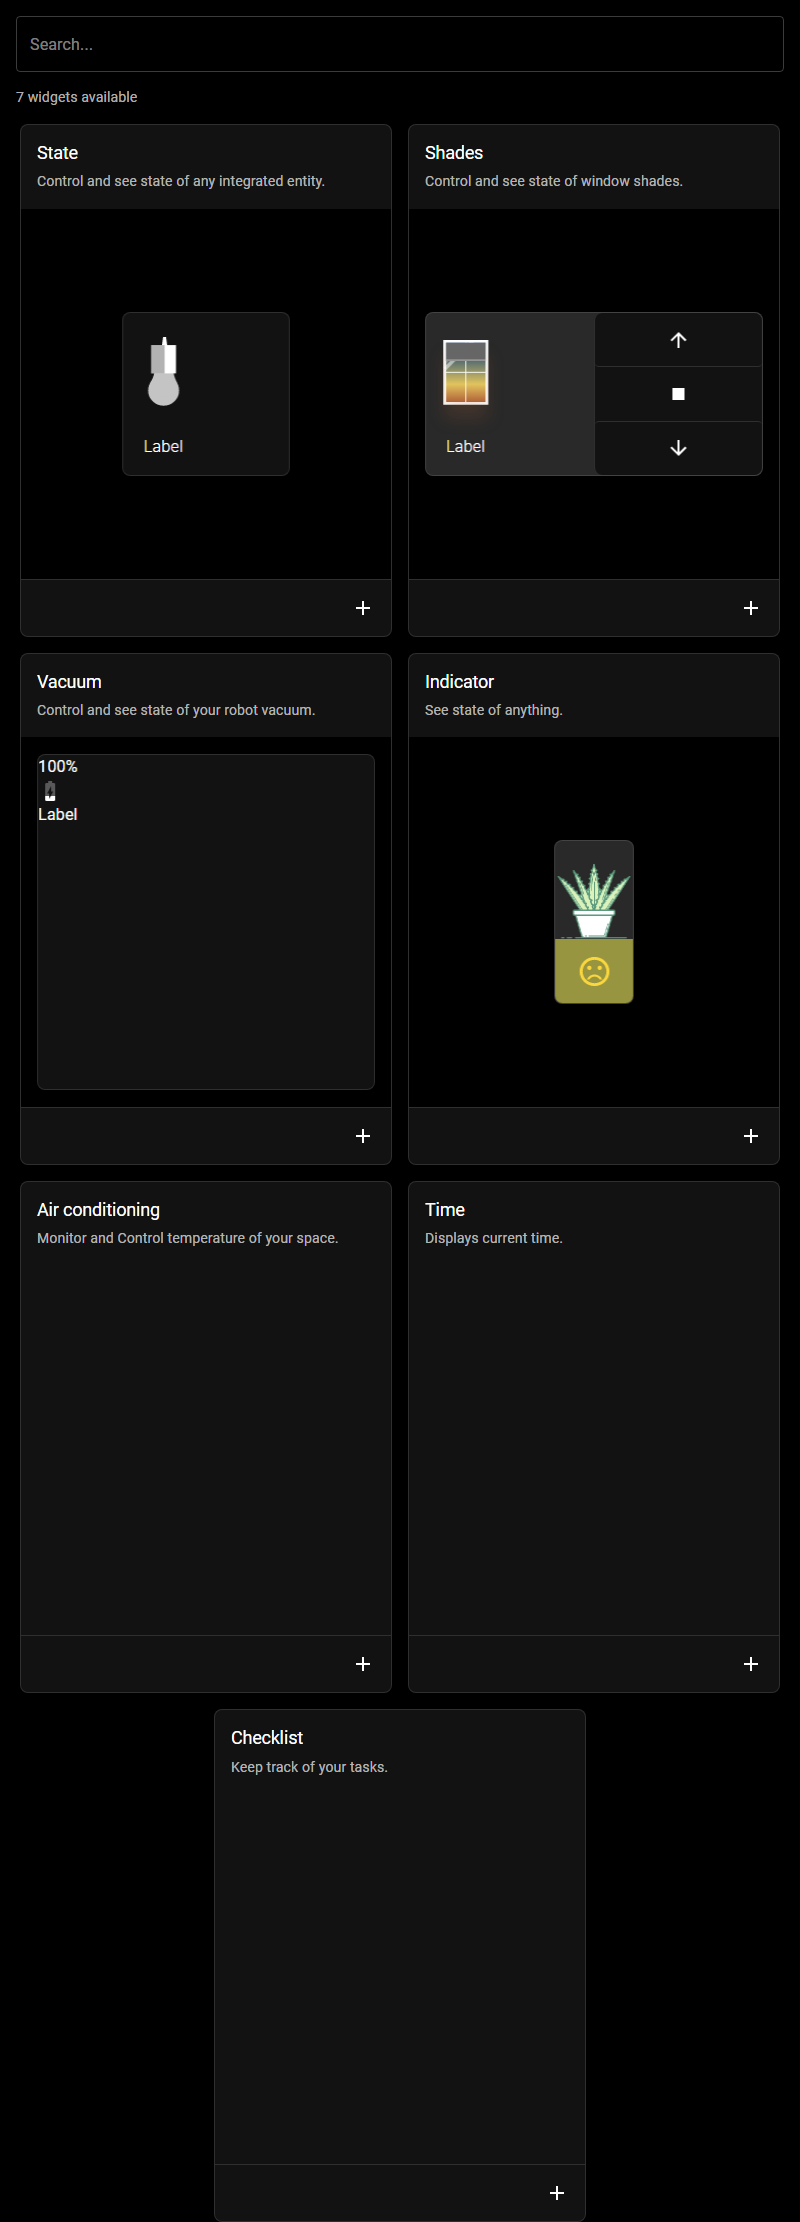 Search...
7 widgets available
State
Control and see state of any integrated entity.
Label
Shades
Control and see state of window shades.
Label
Vacuum
Control and see state of your robot vacuum.
100%
Label
Indicator
See state of anything.
Air conditioning
Monitor and Control temperature of your space.
Time
Displays current time.
Checklist
Keep track of your tasks.